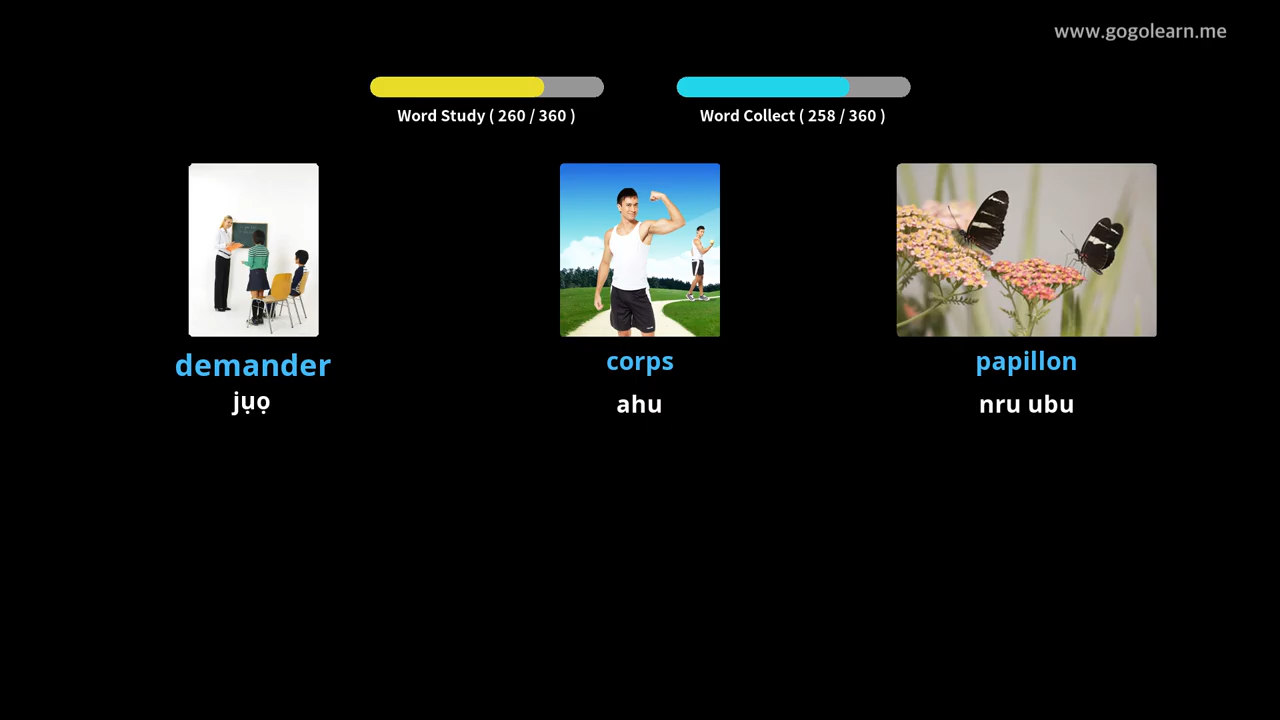 www.gogolearn.me
Word Study ( 260 / 360 )
Word Collect ( 258 / 360 )
demander
jụọ
corps
ahu
papillon
nru ubu